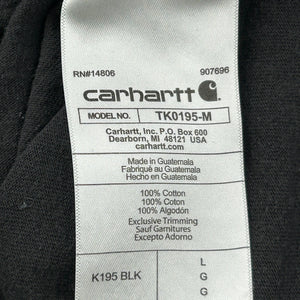 RN#14806 907696
carhartt
MODEL NO. TK0195-M
Carhartt, Inc. P.O. Box 600
Dearborn, MI 48121 USA
carhartt.com
Made in Guatemala
Fabriqué au Guatemala
Hecho en Guatemala
100% Cotton
100% Coton
100% Algodón
Exclusive Trimming
Sauf Garnitures
Excepto Adorno
L
K195 BLK G
G